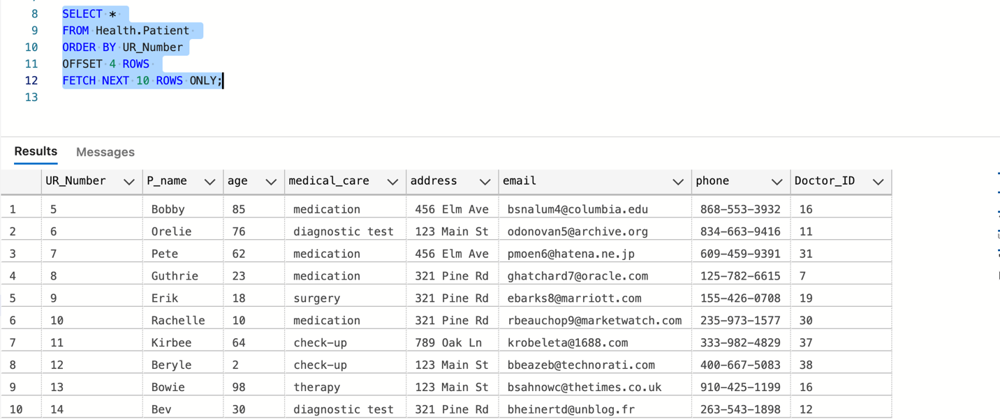 8 SELECT *
9 FROM Health.Patient
10 ORDER BY UR_Number
11 OFFSET 4 ROWS
12 FETCH NEXT 10 ROWS ONLY;
13
Results Messages
UR_Number P_name age medical_care address email phone Doctor_ID
1 5 Bobby 85 medication 456 Elm Ave bsnalum4@columbia.edu 868-553-3932 16
2 6 Orelie 76 diagnostic test 123 Main St odonovan5@archive.org 834-663-9416 11
3 7 Pete 62 medication 456 Elm Ave pmoen6@hatena.ne.jp 609-459-9391 31
4 8 Guthrie 23 medication 321 Pine Rd ghatchard7@oracle.com 125-782-6615 7
5 9 Erik 18 surgery 321 Pine Rd ebarks8@marriott.com 155-426-0708 19
6 10 Rachelle 10 medication 321 Pine Rd rbeauchop9@marketwatch.com 235-973-1577 30
7 11 Kirbee 64 check-up 789 Oak Ln krobeleta@1688.com 333-982-4829 37
8 12 Beryle 2 check-up 123 Main St bbeazeb@technorati.com 400-667-5083 38
9 13 Bowie 98 therapy 123 Main St bsahnowc@thetimes.co.uk 910-425-1199 16
10 14 Bev 30 diagnostic test 321 Pine Rd bheinertd@unblog.fr 263-543-1898 12